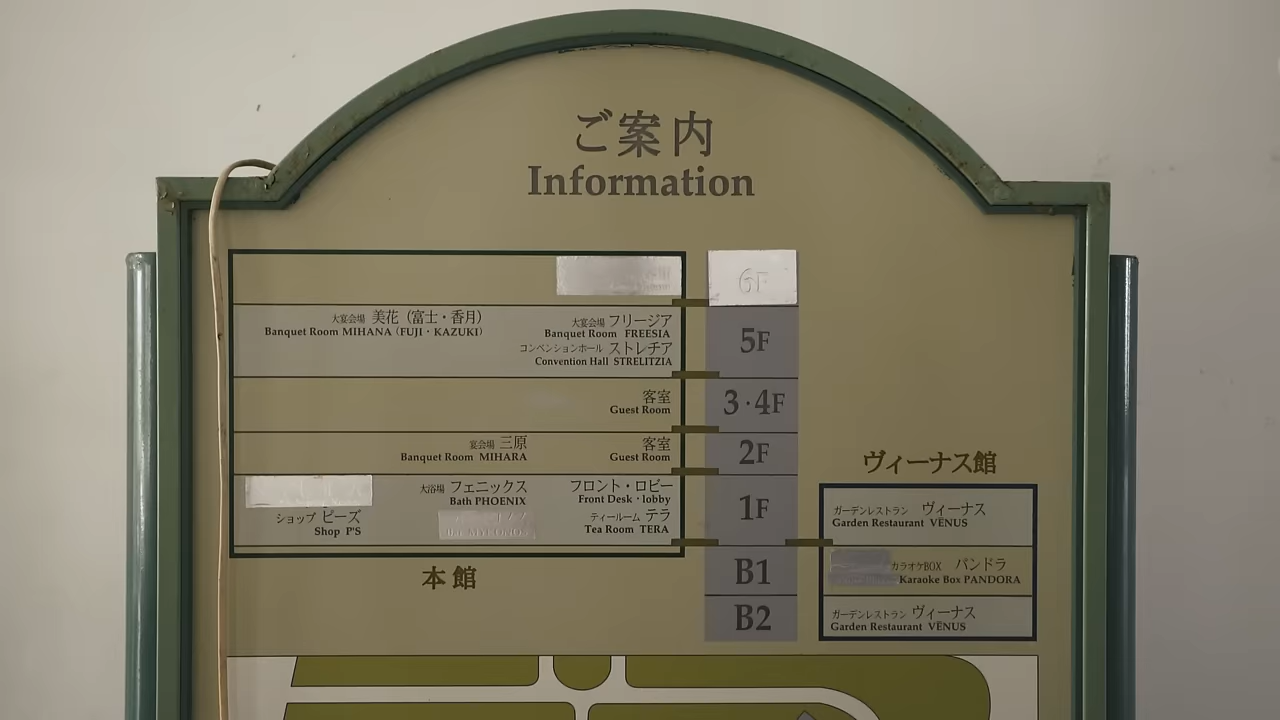 ご案内
Information
6F
大宴会場 美花（富士・香月）
Banquet Room MIHANA (FUJI・KAZUKI)
大宴会場 フリージア
Banquet Room FREESIA
コンベンションホール ストレチア
Convention Hall STRELITZIA
5F
客室
Guest Room
3・4F
宴会場 三原
Banquet Room MIHARA
客室
Guest Room
2F
大浴場 フェニックス
Bath PHOENIX
フロント・ロビー
Front Desk・lobby
ショップ ピーズ
Shop P'S
ティールーム テラ
Tea Room TERA
1F
本館
B1
B2
ヴィーナス館
ガーデンレストラン ヴィーナス
Garden Restaurant VĒNUS
カラオケBOX パンドラ
Karaoke Box PANDORA
ガーデンレストラン ヴィーナス
Garden Restaurant VĒNUS